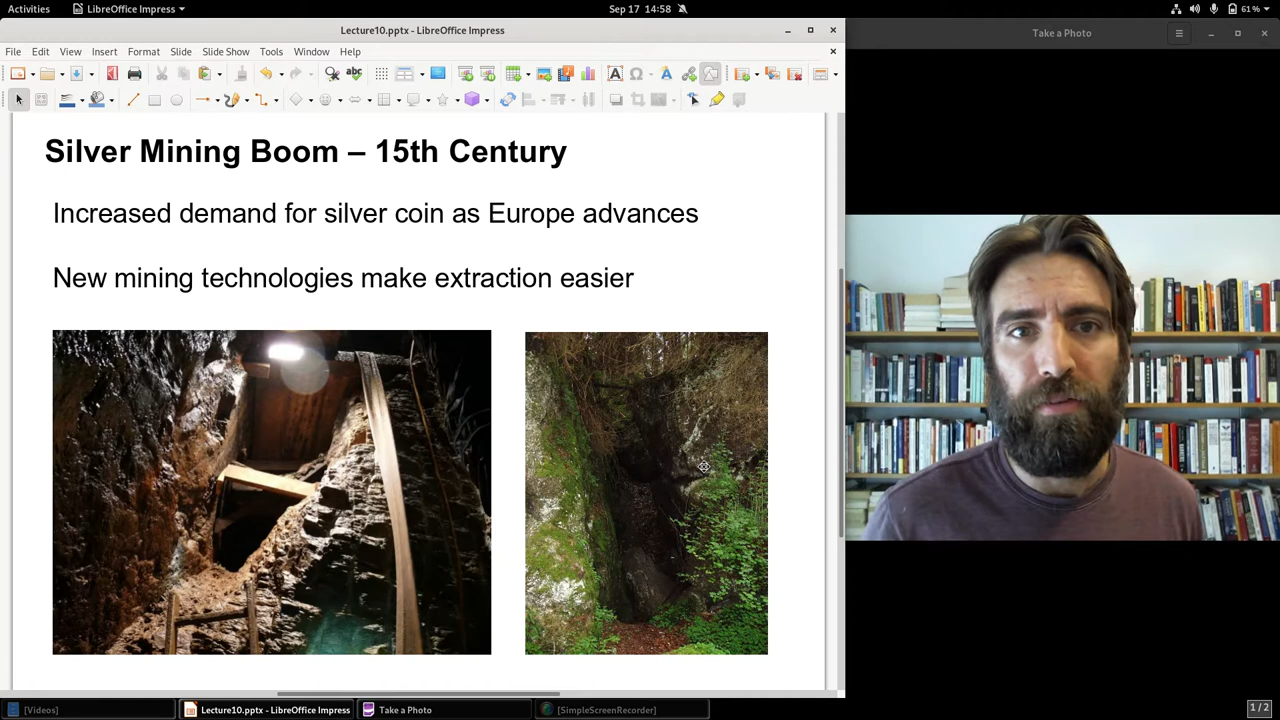 Activities LibreOffice Impress Sep 17 14:58 61%
Lecture10.pptx - LibreOffice Impress
Take a Photo
File Edit View Insert Format Slide Slide Show Tools Window Help
abc
Silver Mining Boom – 15th Century
Increased demand for silver coin as Europe advances
New mining technologies make extraction easier
[Videos] Lecture10.pptx - LibreOffice Impress Take a Photo [SimpleScreenRecorder] 1 / 2